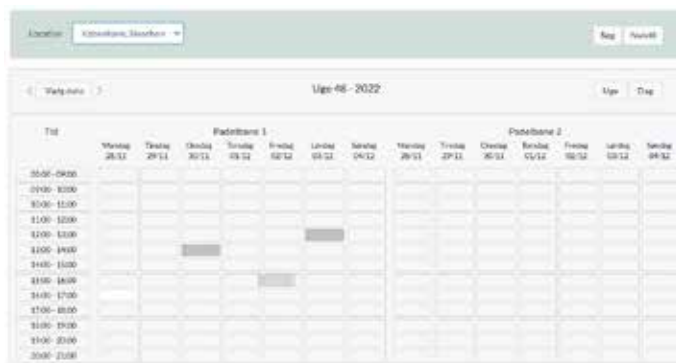 Location
Vælg dato
Uge 48 - 2022
Uge Dag
Tid
Padelbane 1 Padelbane 2
Mandag Tirsdag Onsdag Torsdag Fredag Lørdag Søndag Mandag Tirsdag Onsdag Torsdag Fredag Lørdag Søndag
28/11 29/11 30/11 01/12 02/12 03/12 04/12 28/11 29/11 30/11 01/12 02/12 03/12 04/12
08:00 - 09:00
09:00 - 10:00
10:00 - 11:00
11:00 - 12:00
12:00 - 13:00
13:00 - 14:00
14:00 - 15:00
15:00 - 16:00
16:00 - 17:00
17:00 - 18:00
18:00 - 19:00
19:00 - 20:00
20:00 - 21:00